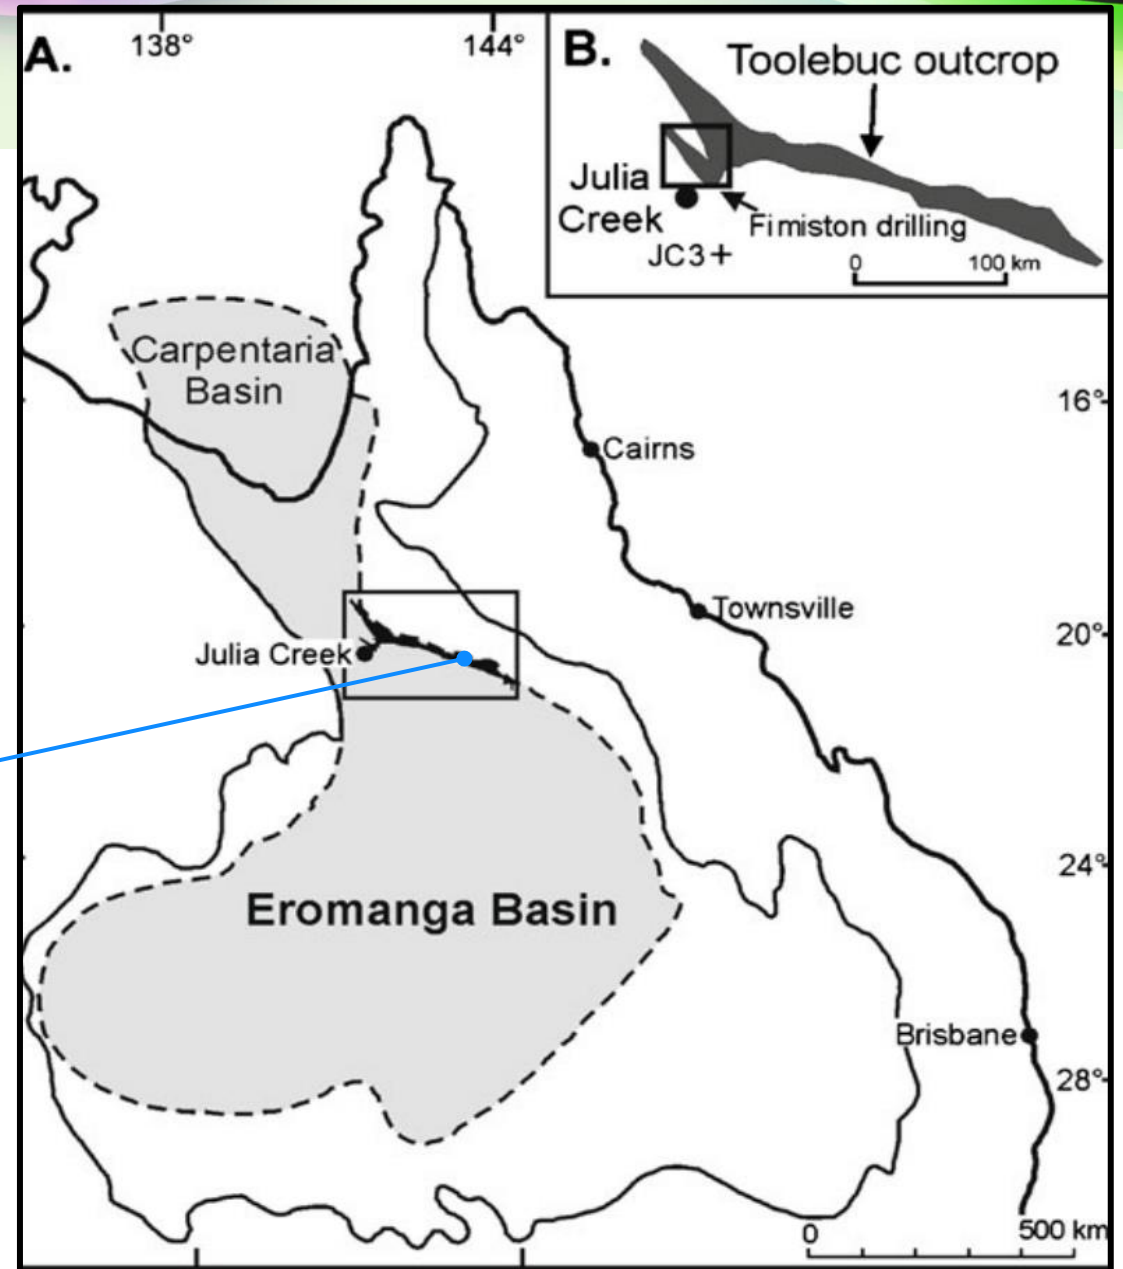 A.
138°
144°
B.
Toolebuc outcrop
Julia
Creek
Fimiston drilling
JC3+
0
100 km
Carpentaria
Basin
16°
Cairns
Townsville
20°
Julia Creek
24°
Eromanga Basin
Brisbane
28°
0
500 km